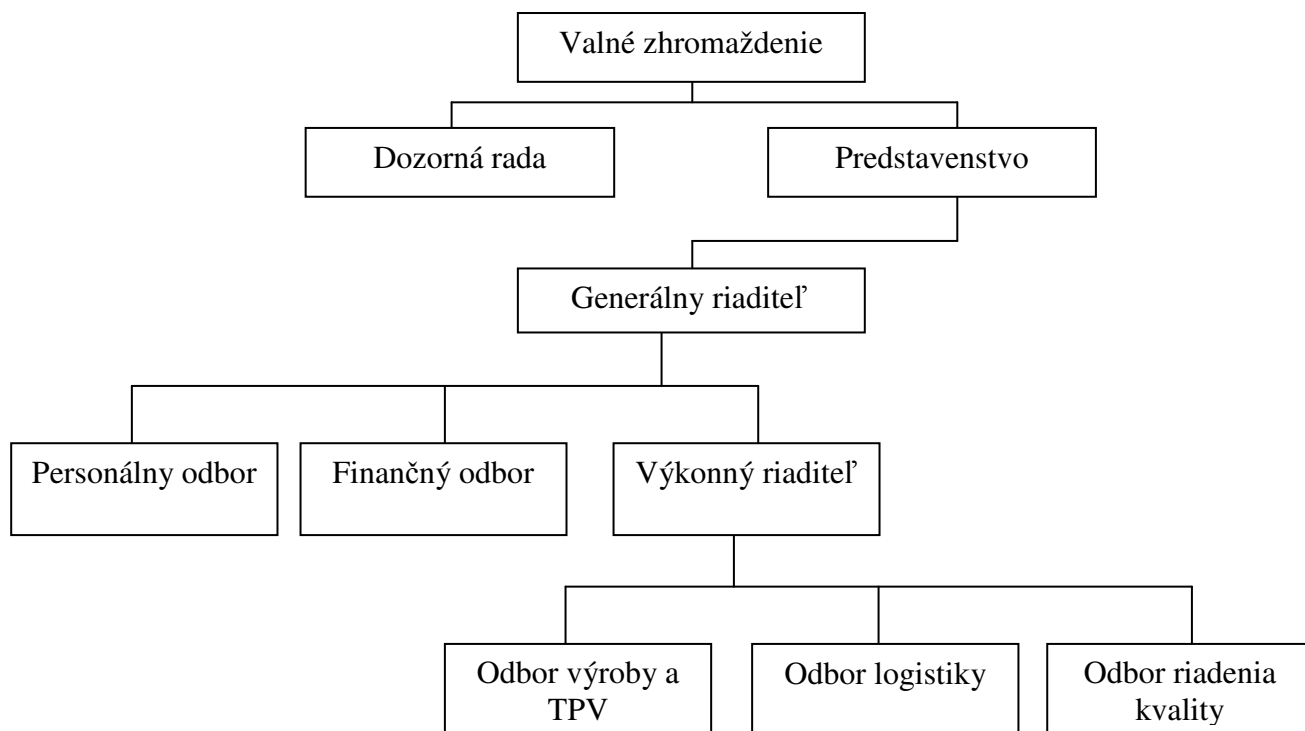 Valné zhromaždenie
Dozorná rada
Predstavenstvo
Generálny riaditeľ
Personálny odbor
Finančný odbor
Výkonný riaditeľ
Odbor výroby a
TPV
Odbor logistiky
Odbor riadenia
kvality